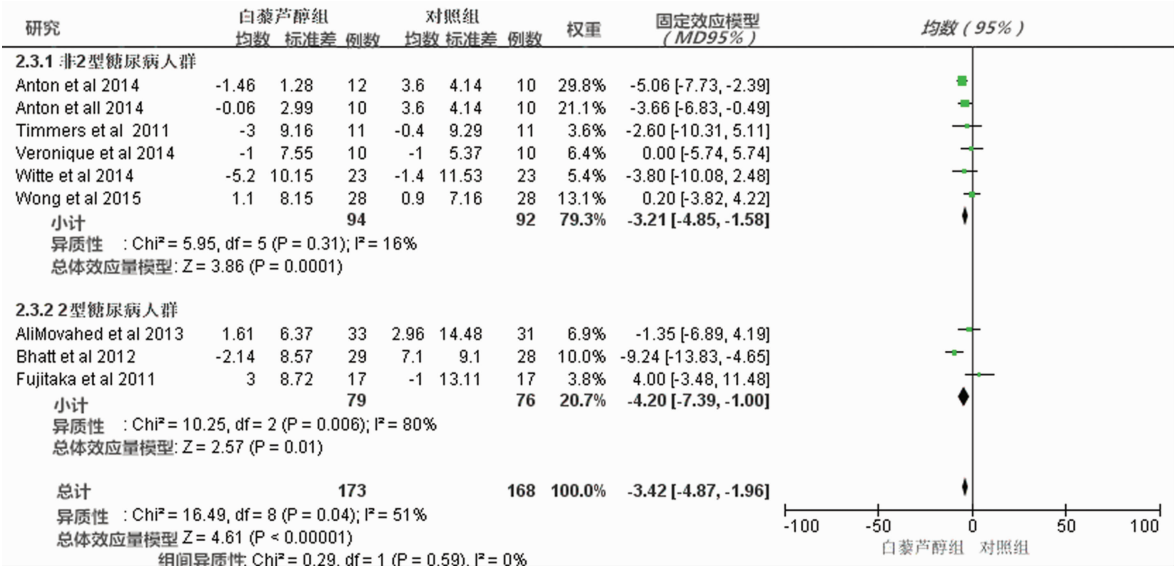 研究 白藜芦醇组 对照组 权重 固定效应模型 均数（95%）
均数 标准差 例数 均数 标准差 例数 （MD95%）
2.3.1 非2型糖尿病人群
Anton et al 2014 -1.46 1.28 12 3.6 4.14 10 29.8% -5.06 [-7.73, -2.39]
Anton et all 2014 -0.06 2.99 10 3.6 4.14 10 21.1% -3.66 [-6.83, -0.49]
Timmers et al 2011 -3 9.16 11 -0.4 9.29 11 3.6% -2.60 [-10.31, 5.11]
Veronique et al 2014 -1 7.55 10 -1 5.37 10 6.4% 0.00 [-5.74, 5.74]
Witte et al 2014 -5.2 10.15 23 -1.4 11.53 23 5.4% -3.80 [-10.08, 2.48]
Wong et al 2015 1.1 8.15 28 0.9 7.16 28 13.1% 0.20 [-3.82, 4.22]
小计 94 92 79.3% -3.21 [-4.85, -1.58]
异质性 : Chi² = 5.95, df = 5 (P = 0.31); I² = 16%
总体效应量模型: Z = 3.86 (P = 0.0001)
2.3.2 2型糖尿病人群
AliMovahed et al 2013 1.61 6.37 33 2.96 14.48 31 6.9% -1.35 [-6.89, 4.19]
Bhatt et al 2012 -2.14 8.57 29 7.1 9.1 28 10.0% -9.24 [-13.83, -4.65]
Fujitaka et al 2011 3 8.72 17 -1 13.11 17 3.8% 4.00 [-3.48, 11.48]
小计 79 76 20.7% -4.20 [-7.39, -1.00]
异质性 : Chi² = 10.25, df = 2 (P = 0.006); I² = 80%
总体效应量模型: Z = 2.57 (P = 0.01)
总计 173 168 100.0% -3.42 [-4.87, -1.96]
异质性 : Chi² = 16.49, df = 8 (P = 0.04); I² = 51%
总体效应量模型 Z = 4.61 (P < 0.00001)
组间异质性: Chi² = 0.29, df = 1 (P = 0.59), I² = 0%
-100 -50 0 50 100
白藜芦醇组 对照组